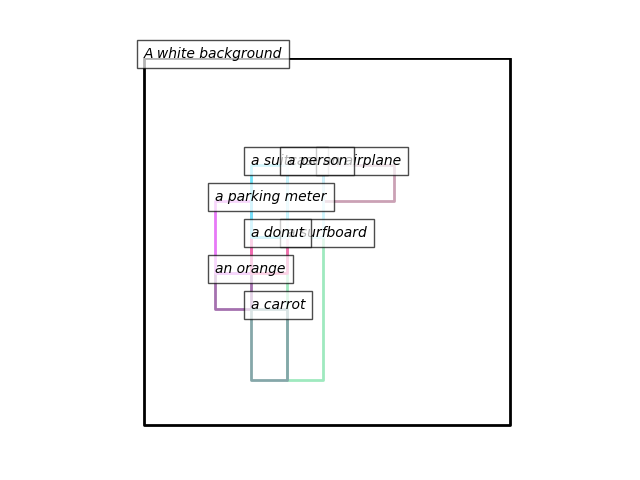 A white background
a suitcase
a person
an airplane
a parking meter
a donut
a surfboard
an orange
a carrot